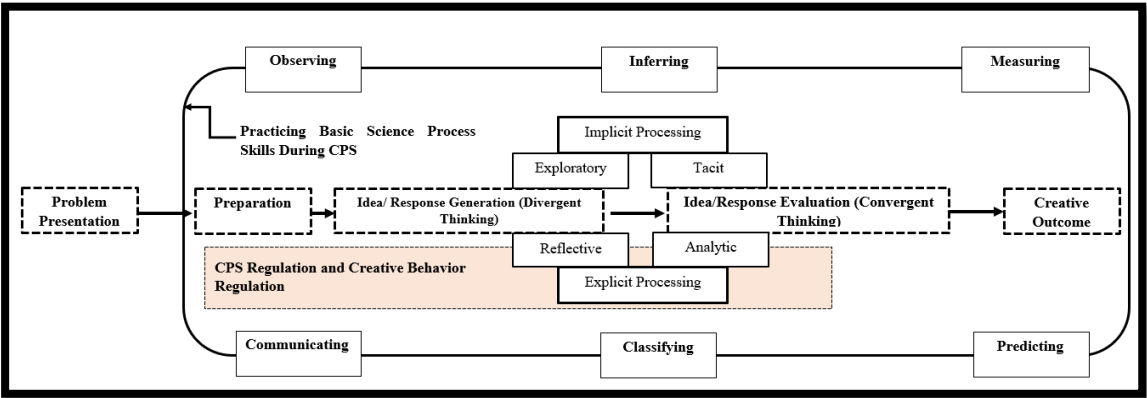 Observing
Inferring
Measuring
Practicing Basic Science Process
Skills During CPS
Implicit Processing
Exploratory
Tacit
Problem
Presentation
Preparation
Idea/ Response Generation (Divergent
Thinking)
Idea/Response Evaluation (Convergent
Thinking)
Creative
Outcome
Reflective
Analytic
CPS Regulation and Creative Behavior
Regulation
Explicit Processing
Communicating
Classifying
Predicting